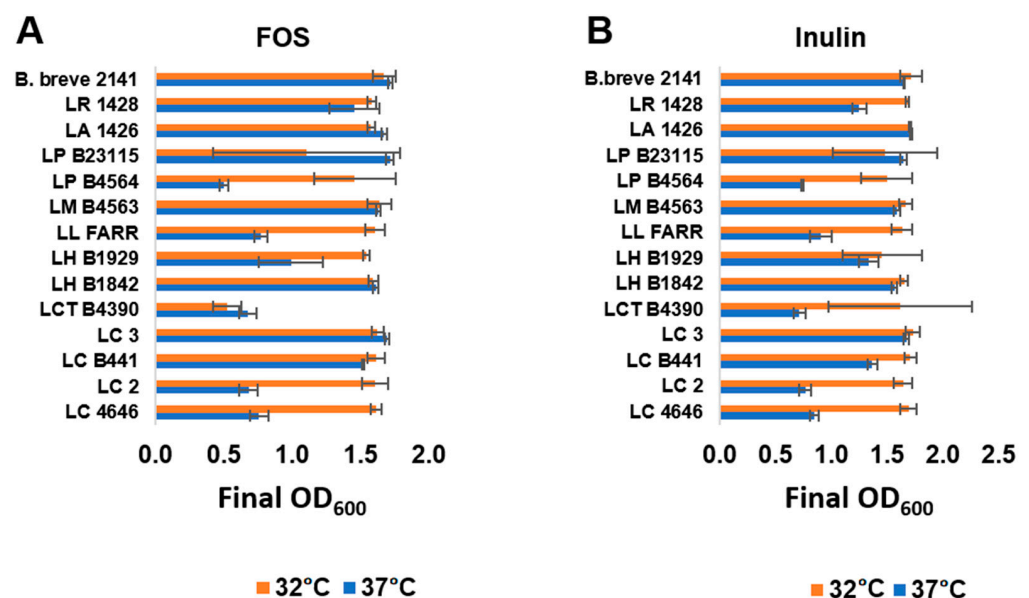 A
FOS
B. breve 2141
LR 1428
LA 1426
LP B23115
LP B4564
LM B4563
LL FARR
LH B1929
LH B1842
LCT B4390
LC 3
LC B441
LC 2
LC 4646
0.0 0.5 1.0 1.5 2.0
Final OD600
32°C 37°C
B
Inulin
B.breve 2141
LR 1428
LA 1426
LP B23115
LP B4564
LM B4563
LL FARR
LH B1929
LH B1842
LCT B4390
LC 3
LC B441
LC 2
LC 4646
0.0 0.5 1.0 1.5 2.0 2.5
Final OD600
32°C 37°C